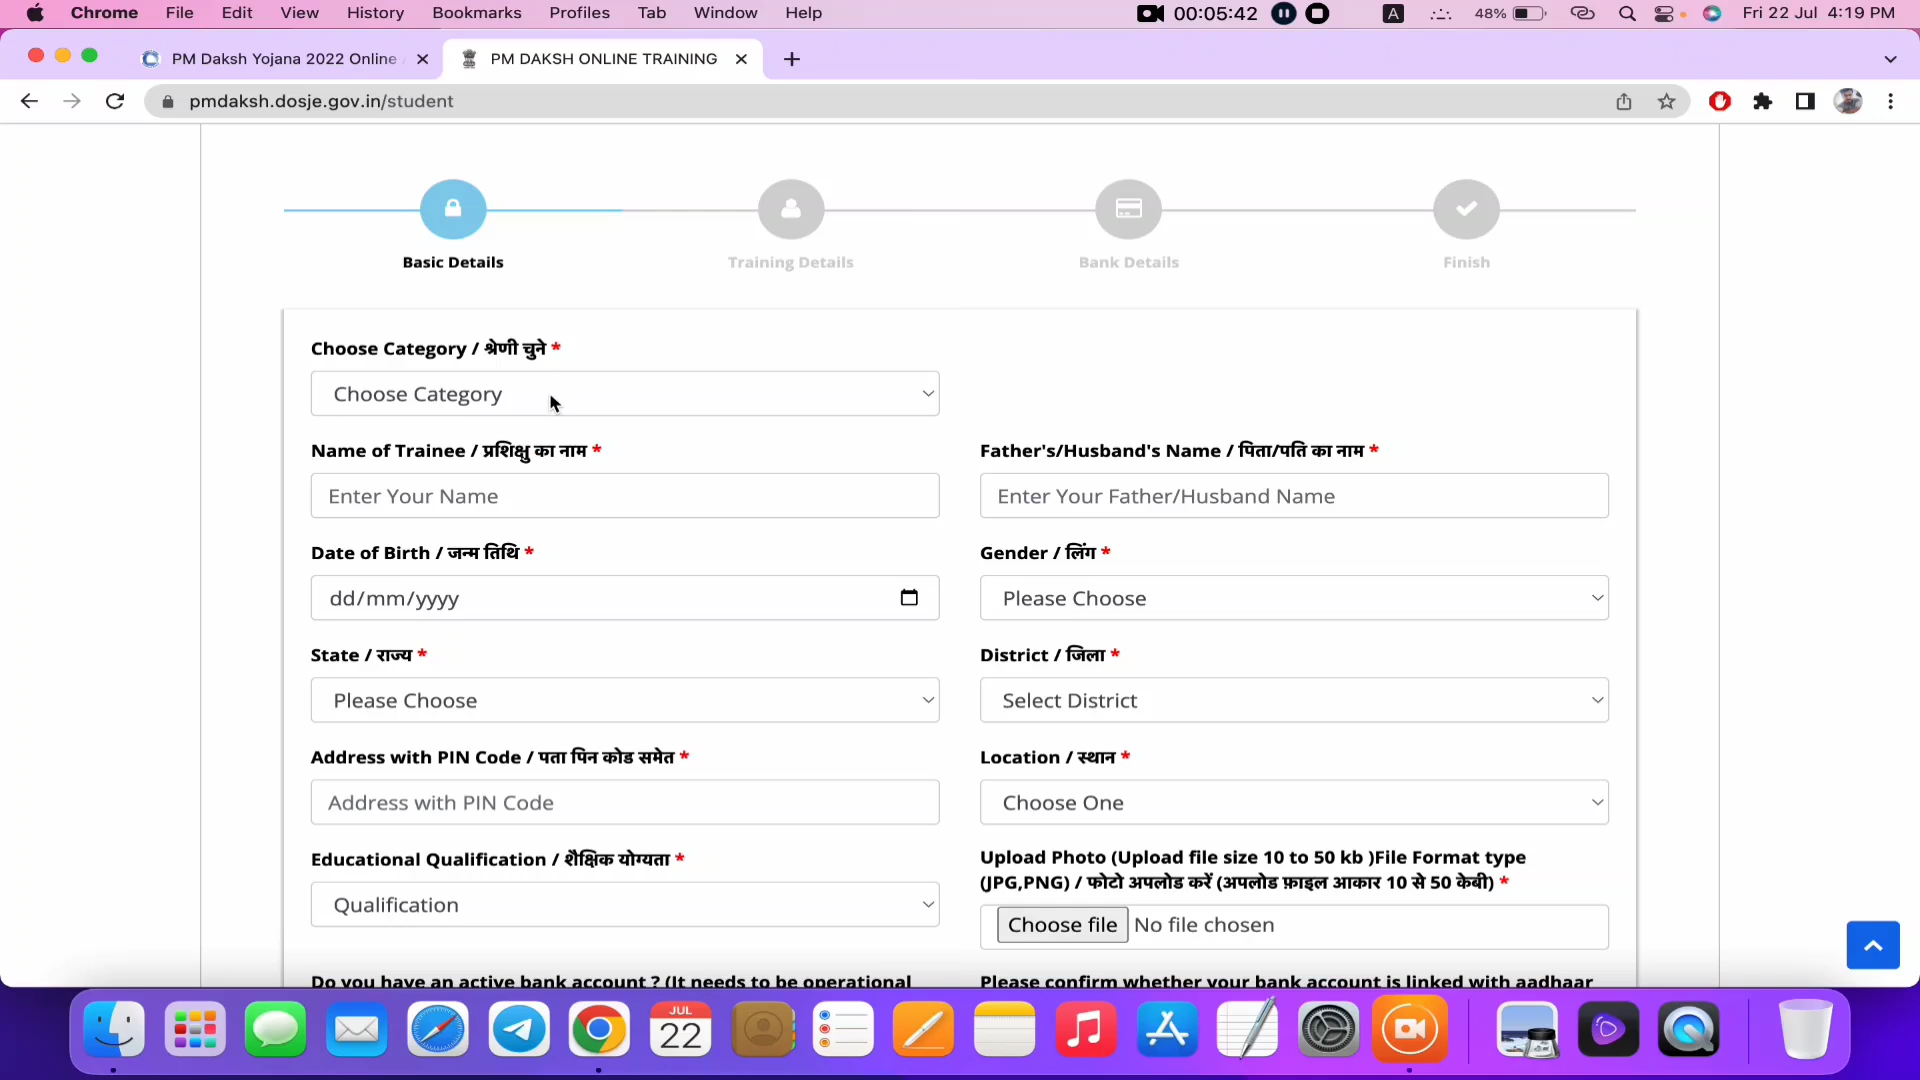 Chrome File Edit View History Bookmarks Profiles Tab Window Help 00:05:42 A 48% Fri 22 Jul 4:19 PM
PM Daksh Yojana 2022 Online PM DAKSH ONLINE TRAINING
pmdaksh.dosje.gov.in/student
Basic Details Training Details Bank Details Finish
Choose Category / श्रेणी चुने *
Choose Category
Name of Trainee / प्रशिक्षु का नाम * Father's/Husband's Name / पिता/पति का नाम *
Enter Your Name Enter Your Father/Husband Name
Date of Birth / जन्म तिथि * Gender / लिंग *
dd/mm/yyyy Please Choose
State / राज्य * District / जिला *
Please Choose Select District
Address with PIN Code / पता पिन कोड समेत * Location / स्थान *
Address with PIN Code Choose One
Educational Qualification / शैक्षिक योग्यता *
Qualification
Upload Photo (Upload file size 10 to 50 kb )File Format type
(JPG,PNG) / फोटो अपलोड करें (अपलोड फ़ाइल आकार 10 से 50 केबी) *
Choose file No file chosen
Do you have an active bank account ? (It needs to be operational Please confirm whether your bank account is linked with aadhaar
JUL
22